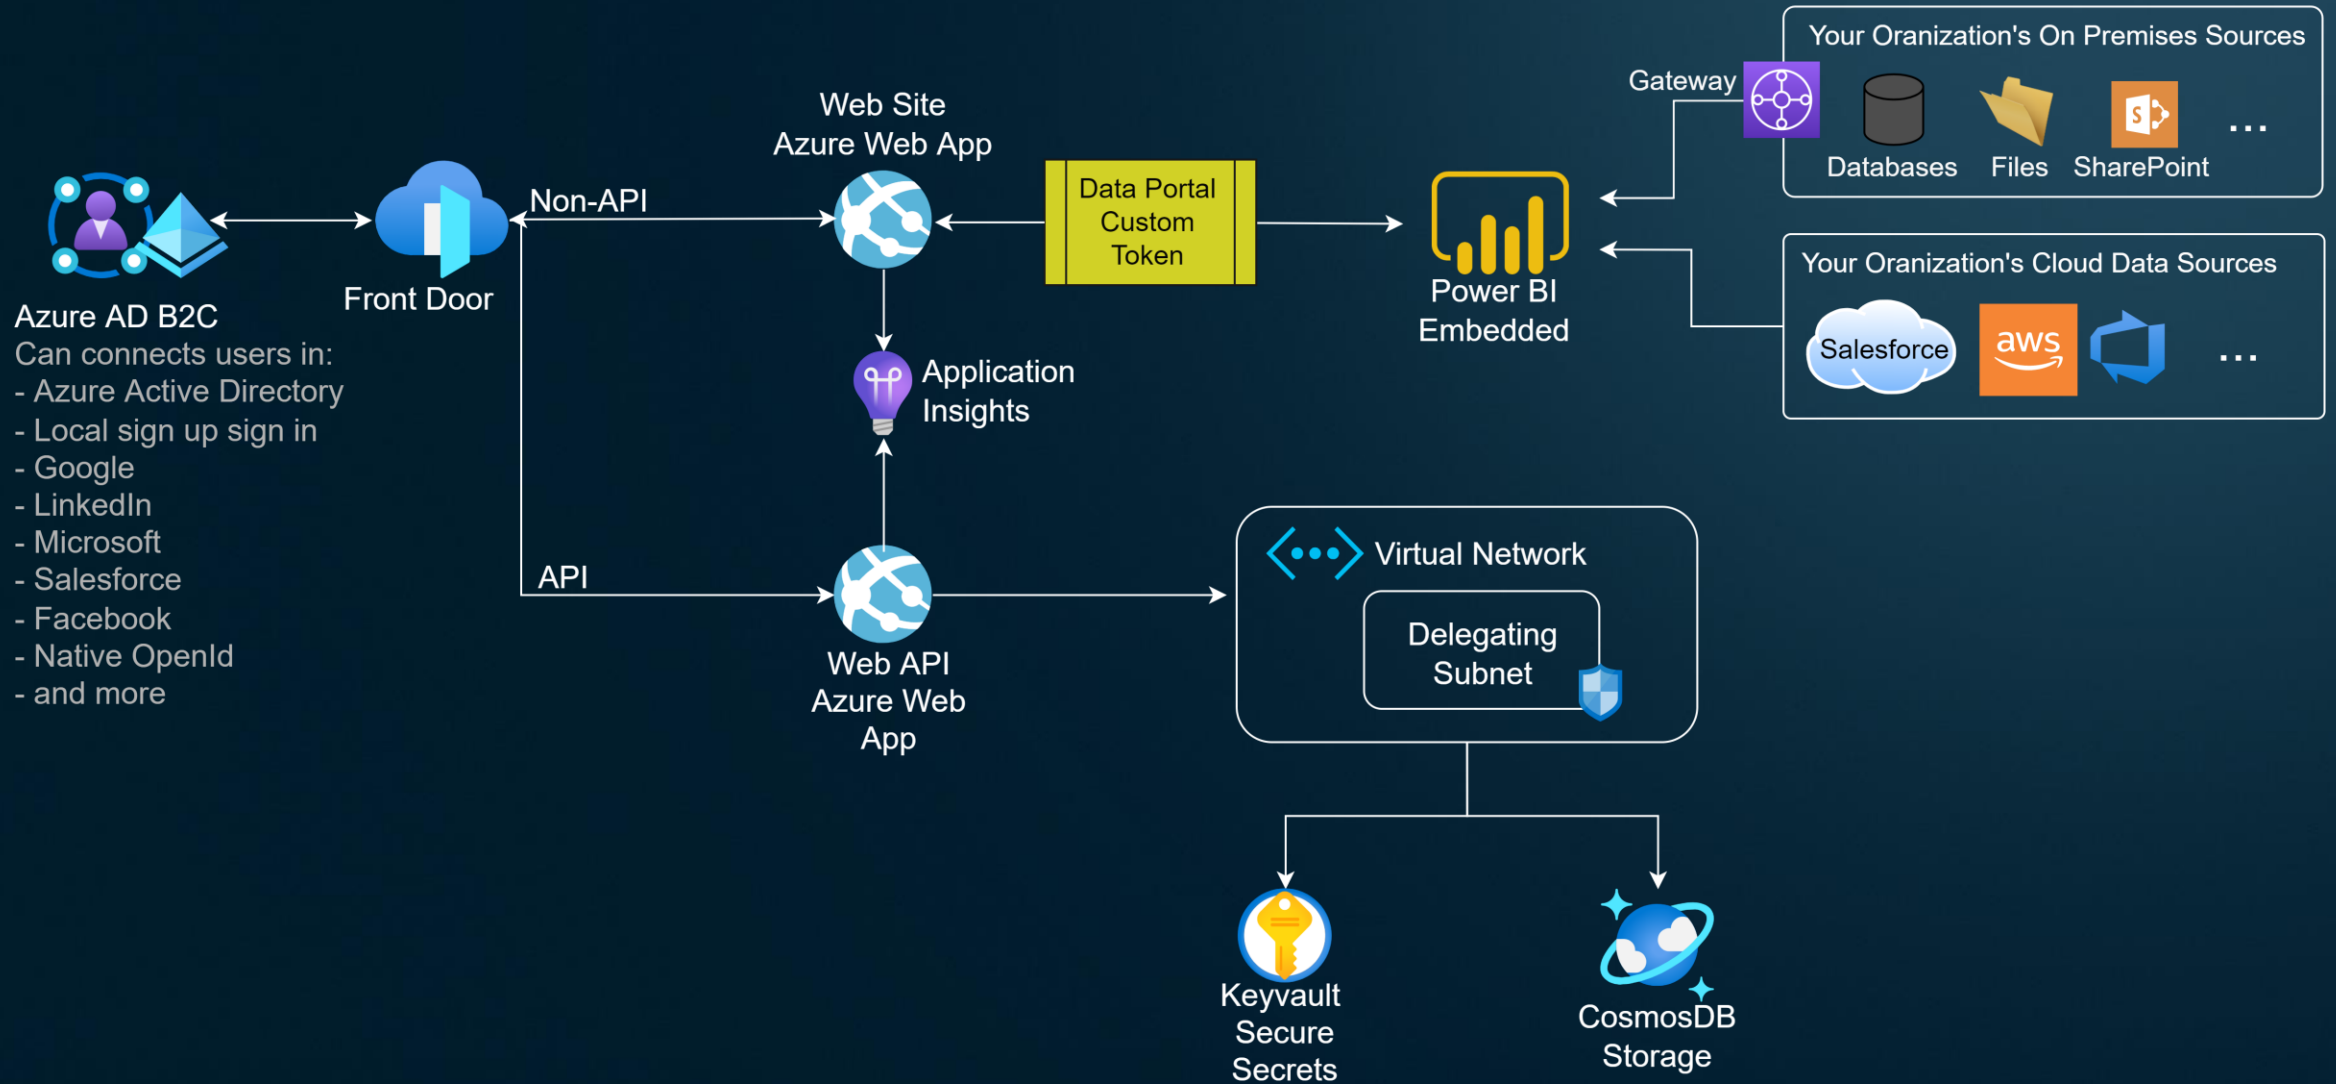 Your Oranization's On Premises Sources
Gateway
Databases
Files
SharePoint
S
...
Web Site
Azure Web App
Non-API
Data Portal
Custom
Token
Power BI
Embedded
Your Oranization's Cloud Data Sources
Salesforce
aws
...
Front Door
Azure AD B2C
Can connects users in:
- Azure Active Directory
- Local sign up sign in
- Google
- LinkedIn
- Microsoft
- Salesforce
- Facebook
- Native OpenId
- and more
Application
Insights
API
Web API
Azure Web
App
Virtual Network
Delegating
Subnet
Keyvault
Secure
Secrets
CosmosDB
Storage